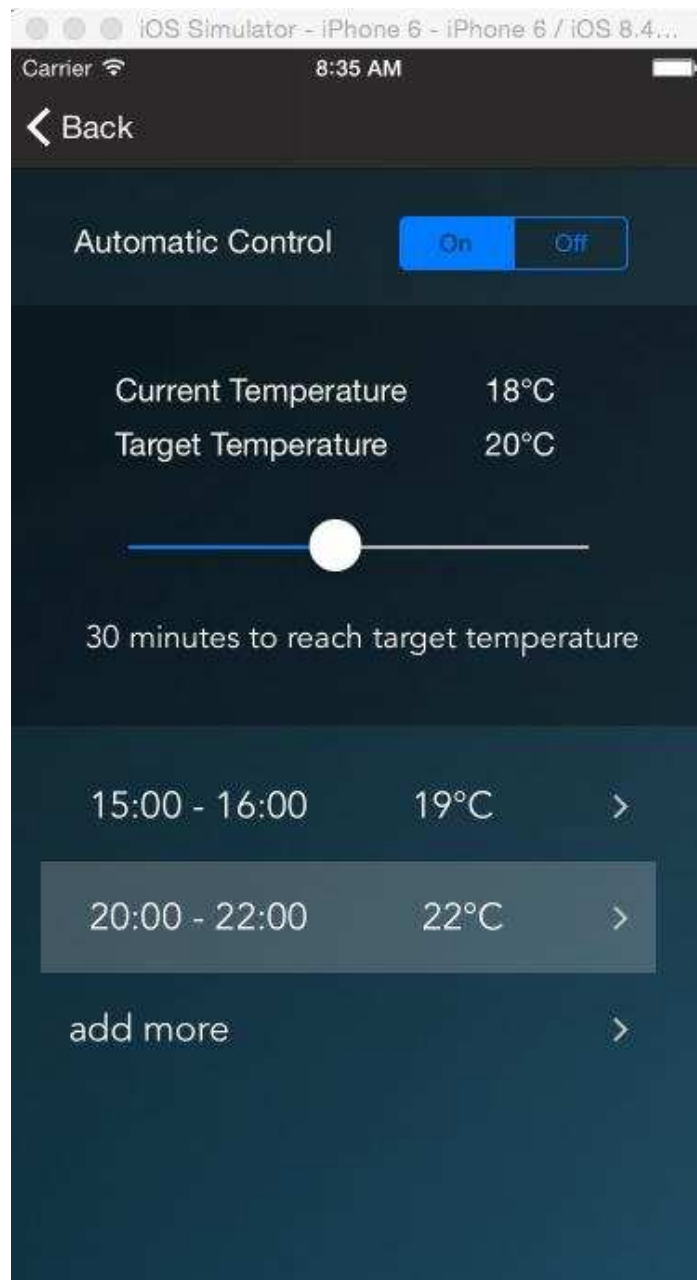 iOS Simulator - iPhone 6 - iPhone 6 / iOS 8.4...
Carrier 8:35 AM
Back
Automatic Control On Off
Current Temperature 18°C
Target Temperature 20°C
30 minutes to reach target temperature
15:00 - 16:00 19°C
20:00 - 22:00 22°C
add more